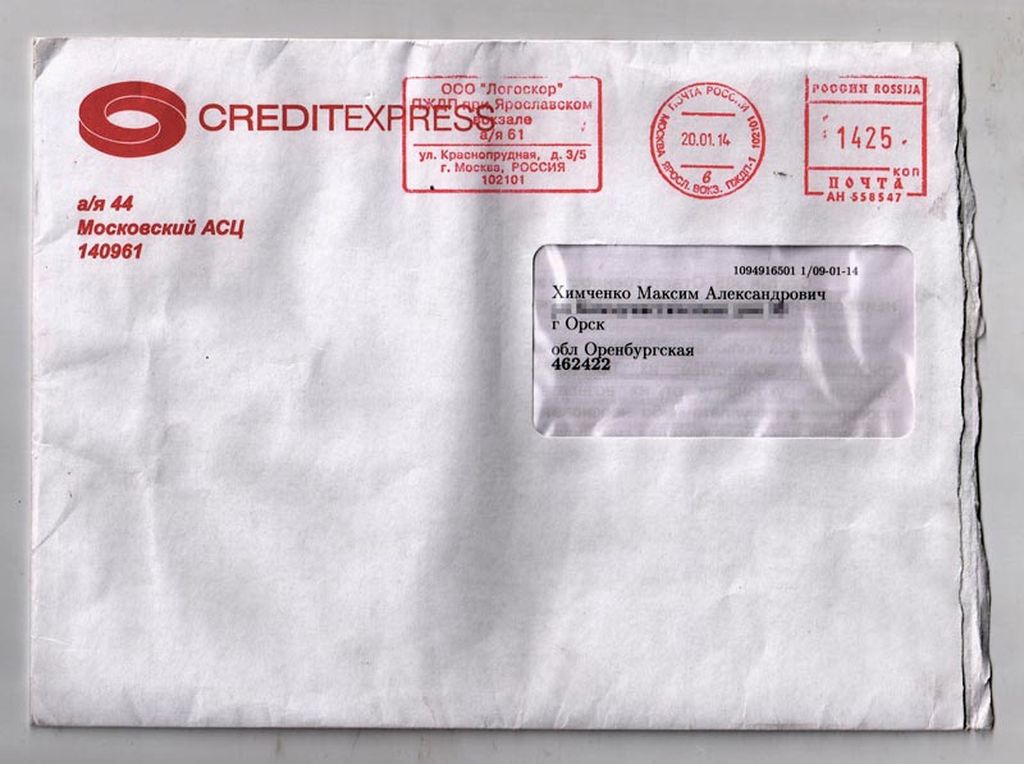 CREDITEXPRESS
а/я 44
Московский АСЦ
140961
ООО "Логоскор"
ПЖДП при Ярославском
вокзале
а/я 61
ул. Краснопрудная, д. 3/5
г. Москва, РОССИЯ
102101
ПОЧТА РОССИИ
МОСКВА ЯРОСЛ. ВОКЗ. ПЖДП-1 102101
20.01.14
в
РОССИЯ ROSSIJA
1425
коп
ПОЧТА
АН 558547
1094916501 1/09-01-14
Химченко Максим Александрович
г Орск
обл Оренбургская
462422